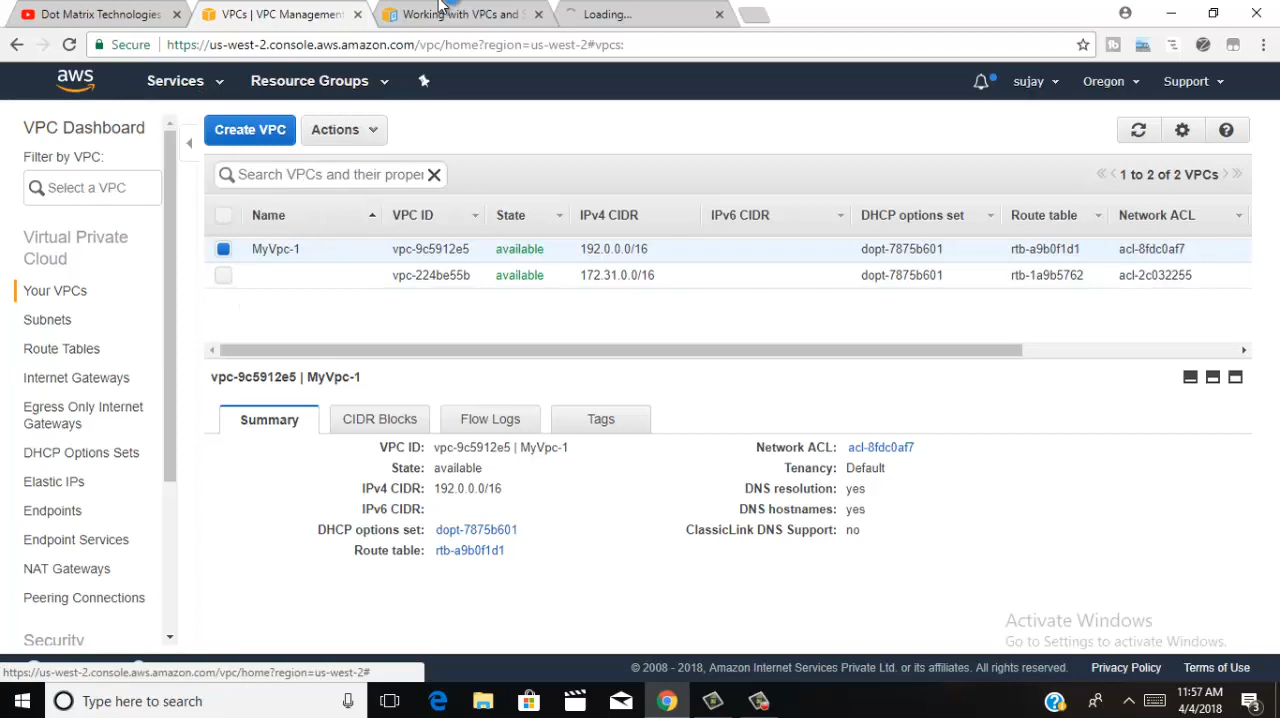 Dot Matrix Technologies
VPCs | VPC Management
Working with VPCs and S
Loading...
Secure
https://us-west-2.console.aws.amazon.com/vpc/home?region=us-west-2#vpcs:
aws
Services
Resource Groups
sujay
Oregon
Support
VPC Dashboard
Filter by VPC:
Select a VPC
Virtual Private
Cloud
Your VPCs
Subnets
Route Tables
Internet Gateways
Egress Only Internet
Gateways
DHCP Options Sets
Elastic IPs
Endpoints
Endpoint Services
NAT Gateways
Peering Connections
Security
Create VPC
Actions
Search VPCs and their proper
1 to 2 of 2 VPCs
Name VPC ID State IPv4 CIDR IPv6 CIDR DHCP options set Route table Network ACL
MyVpc-1 vpc-9c5912e5 available 192.0.0.0/16 dopt-7875b601 rtb-a9b0f1d1 acl-8fdc0af7
vpc-224be55b available 172.31.0.0/16 dopt-7875b601 rtb-1a9b5762 acl-2c032255
vpc-9c5912e5 | MyVpc-1
Summary CIDR Blocks Flow Logs Tags
VPC ID: vpc-9c5912e5 | MyVpc-1
State: available
IPv4 CIDR: 192.0.0.0/16
IPv6 CIDR:
DHCP options set: dopt-7875b601
Route table: rtb-a9b0f1d1
Network ACL: acl-8fdc0af7
Tenancy: Default
DNS resolution: yes
DNS hostnames: yes
ClassicLink DNS Support: no
Activate Windows
Go to Settings to activate Windows.
https://us-west-2.console.aws.amazon.com/vpc/home?region=us-west-2#
© 2008 - 2018, Amazon Internet Services Private Ltd. or its affiliates. All rights reserved.
Privacy Policy
Terms of Use
Type here to search
11:57 AM
4/4/2018
3